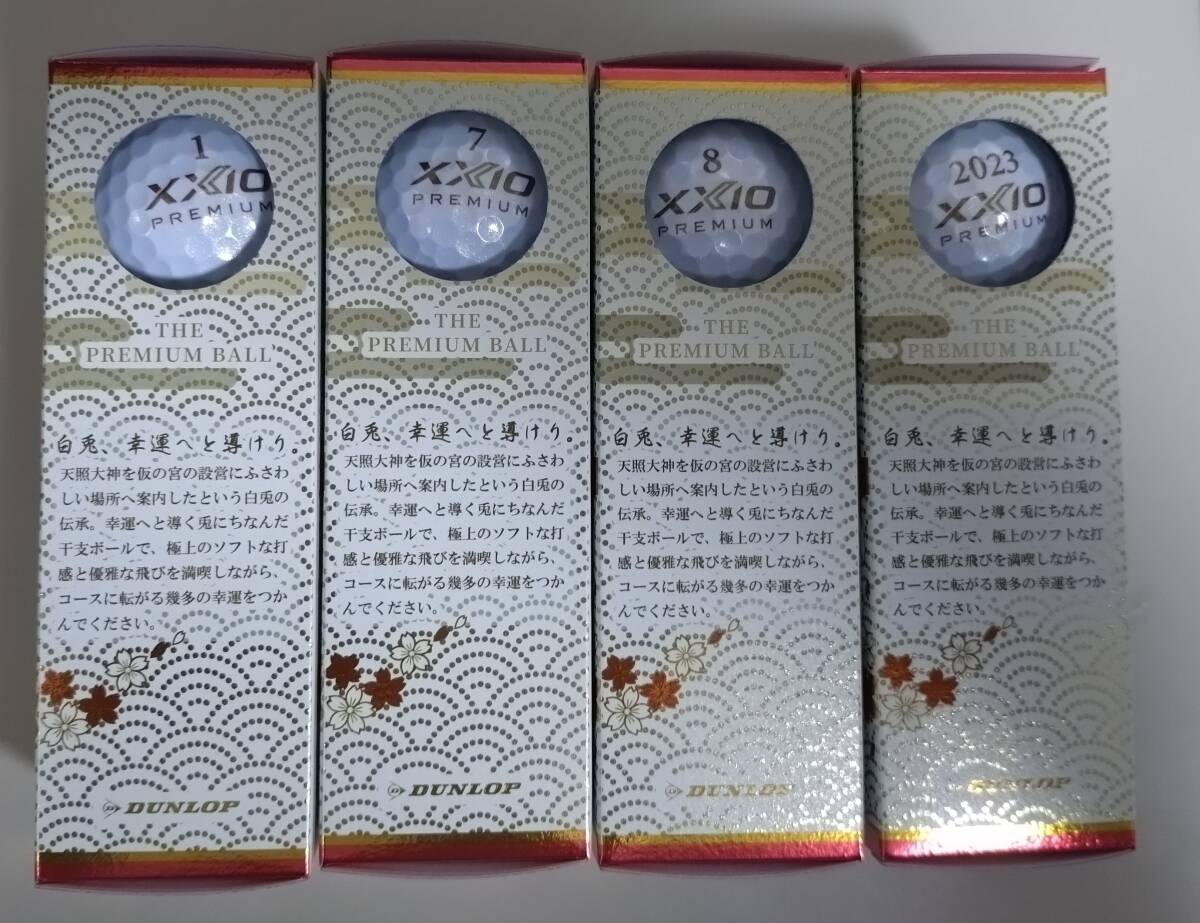 1
XXIO
PREMIUM
THE
PREMIUM BALL
白兎、幸運へと導けり。
天照大神を仮の宮の設営にふさわ
しい場所へ案内したという白兎の
伝承。幸運へと導く兎にちなんだ
干支ボールで、極上のソフトな打
感と優雅な飛びを満喫しながら、
コースに転がる幾多の幸運をつか
んでください。
DUNLOP
7
XXIO
PREMIUM
THE
PREMIUM BALL
白兎、幸運へと導けり。
天照大神を仮の宮の設営にふさわ
しい場所へ案内したという白兎の
伝承。幸運へと導く兎にちなんだ
干支ボールで、極上のソフトな打
感と優雅な飛びを満喫しながら、
コースに転がる幾多の幸運をつか
んでください。
DUNLOP
8
XXIO
PREMIUM
THE
PREMIUM BALL
白兎、幸運へと導けり。
天照大神を仮の宮の設営にふさわ
しい場所へ案内したという白兎の
伝承。幸運へと導く兎にちなんだ
干支ボールで、極上のソフトな打
感と優雅な飛びを満喫しながら、
コースに転がる幾多の幸運をつか
んでください。
DUNLOP
2023
XXIO
PREMIUM
THE
PREMIUM BALL
白兎、幸運へと導けり。
天照大神を仮の宮の設営にふさわ
しい場所へ案内したという白兎の
伝承。幸運へと導く兎にちなんだ
干支ボールで、極上のソフトな打
感と優雅な飛びを満喫しながら、
コースに転がる幾多の幸運をつか
んでください。
DUNLOP